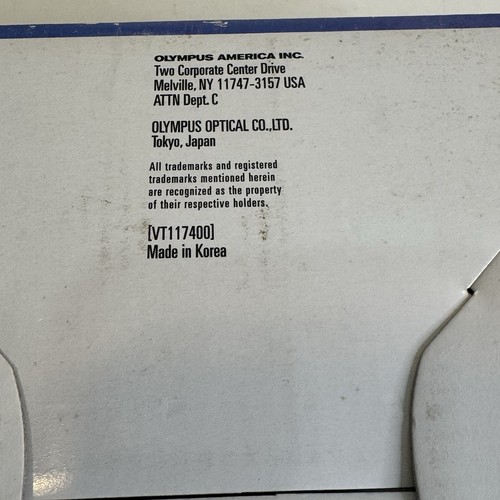 OLYMPUS AMERICA INC.
Two Corporate Center Drive
Melville, NY 11747-3157 USA
ATTN Dept. C
OLYMPUS OPTICAL CO.,LTD.
Tokyo, Japan
All trademarks and registered
trademarks mentioned herein
are recognized as the property
of their respective holders.
[VT117400]
Made in Korea